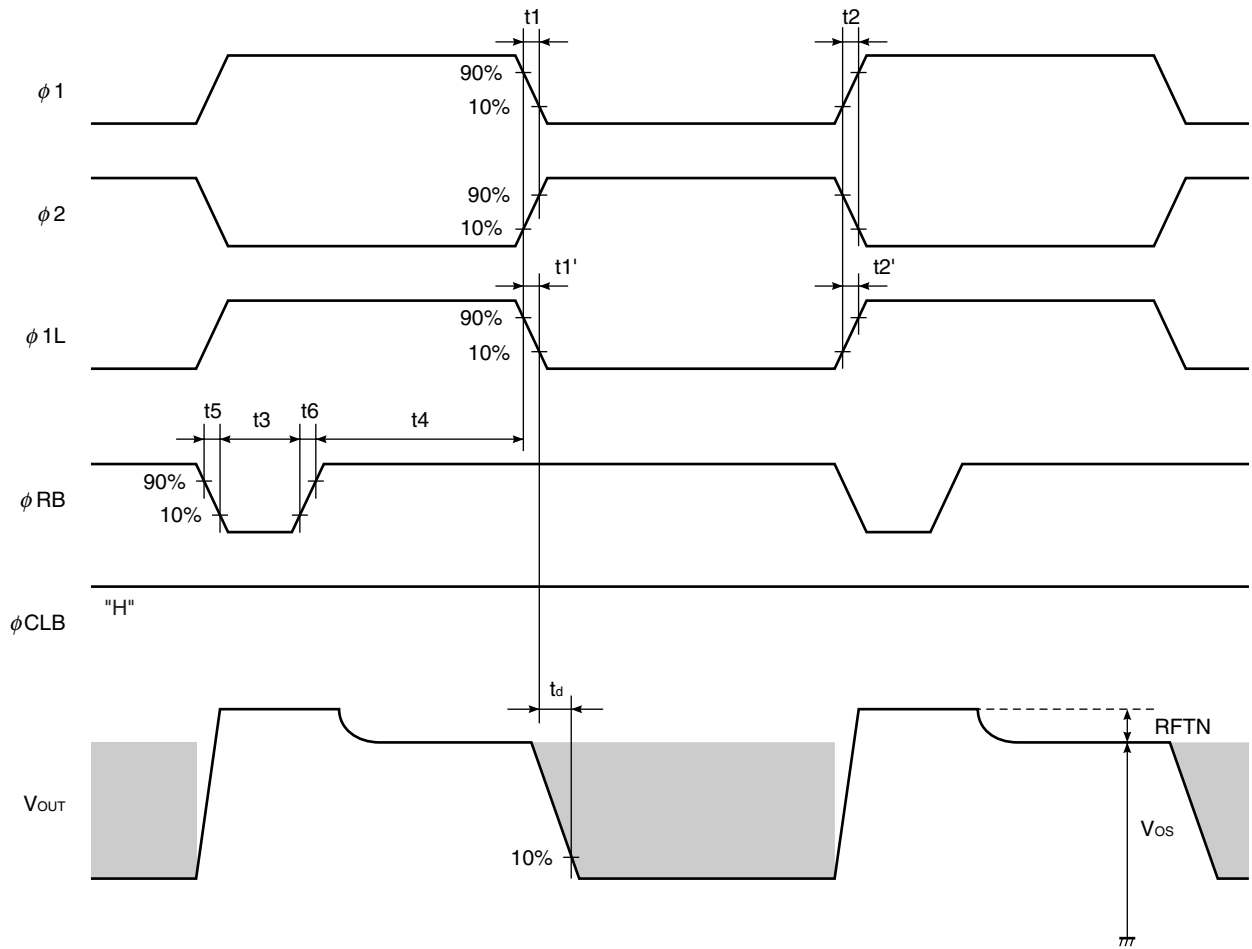 t1 t2
ϕ1 90% 10%
ϕ2 90% 10%
t1' t2'
ϕ1L 90% 10%
t5 t3 t6 t4
ϕRB 90% 10%
"H"
ϕCLB
td
RFTN
VOUT
VOS
10%